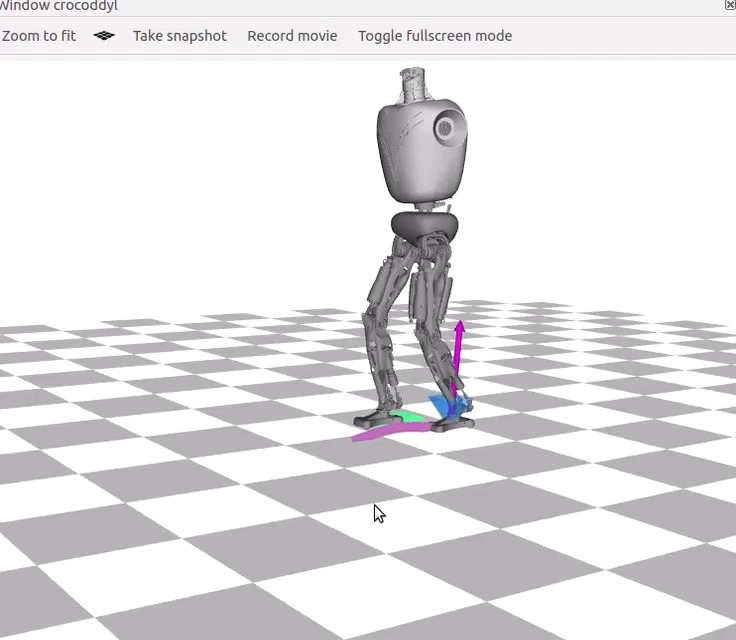 Window crocoddyl
Zoom to fit Take snapshot Record movie Toggle fullscreen mode